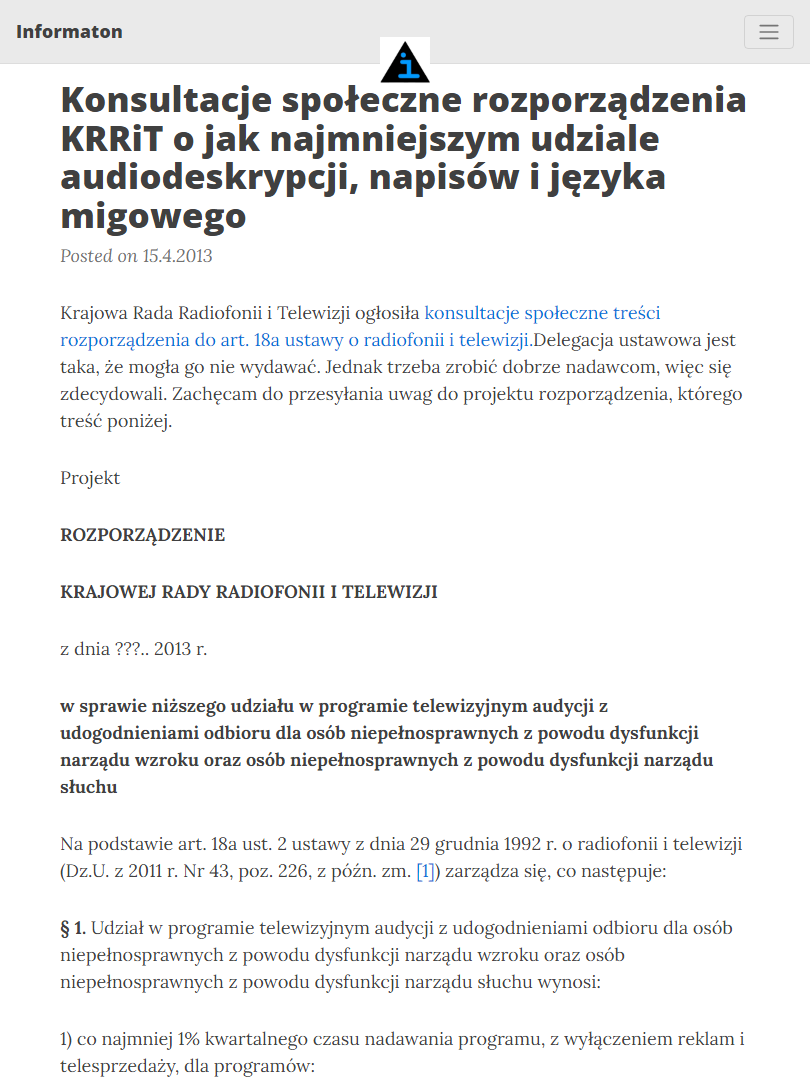 Informaton
i
Konsultacje społeczne rozporządzenia
KRRiT o jak najmniejszym udziale
audiodeskrypcji, napisów i języka
migowego
Posted on 15.4.2013
Krajowa Rada Radiofonii i Telewizji ogłosiła konsultacje społeczne treści
rozporządzenia do art. 18a ustawy o radiofonii i telewizji.Delegacja ustawowa jest
taka, że mogła go nie wydawać. Jednak trzeba zrobić dobrze nadawcom, więc się
zdecydowali. Zachęcam do przesyłania uwag do projektu rozporządzenia, którego
treść poniżej.
Projekt
ROZPORZĄDZENIE
KRAJOWEJ RADY RADIOFONII I TELEWIZJI
z dnia ???.. 2013 r.
w sprawie niższego udziału w programie telewizyjnym audycji z
udogodnieniami odbioru dla osób niepełnosprawnych z powodu dysfunkcji
narządu wzroku oraz osób niepełnosprawnych z powodu dysfunkcji narządu
słuchu
Na podstawie art. 18a ust. 2 ustawy z dnia 29 grudnia 1992 r. o radiofonii i telewizji
(Dz.U. z 2011 r. Nr 43, poz. 226, z późn. zm. [1]) zarządza się, co następuje:
§ 1. Udział w programie telewizyjnym audycji z udogodnieniami odbioru dla osób
niepełnosprawnych z powodu dysfunkcji narządu wzroku oraz osób
niepełnosprawnych z powodu dysfunkcji narządu słuchu wynosi:
1) co najmniej 1% kwartalnego czasu nadawania programu, z wyłączeniem reklam i
telesprzedaży, dla programów: